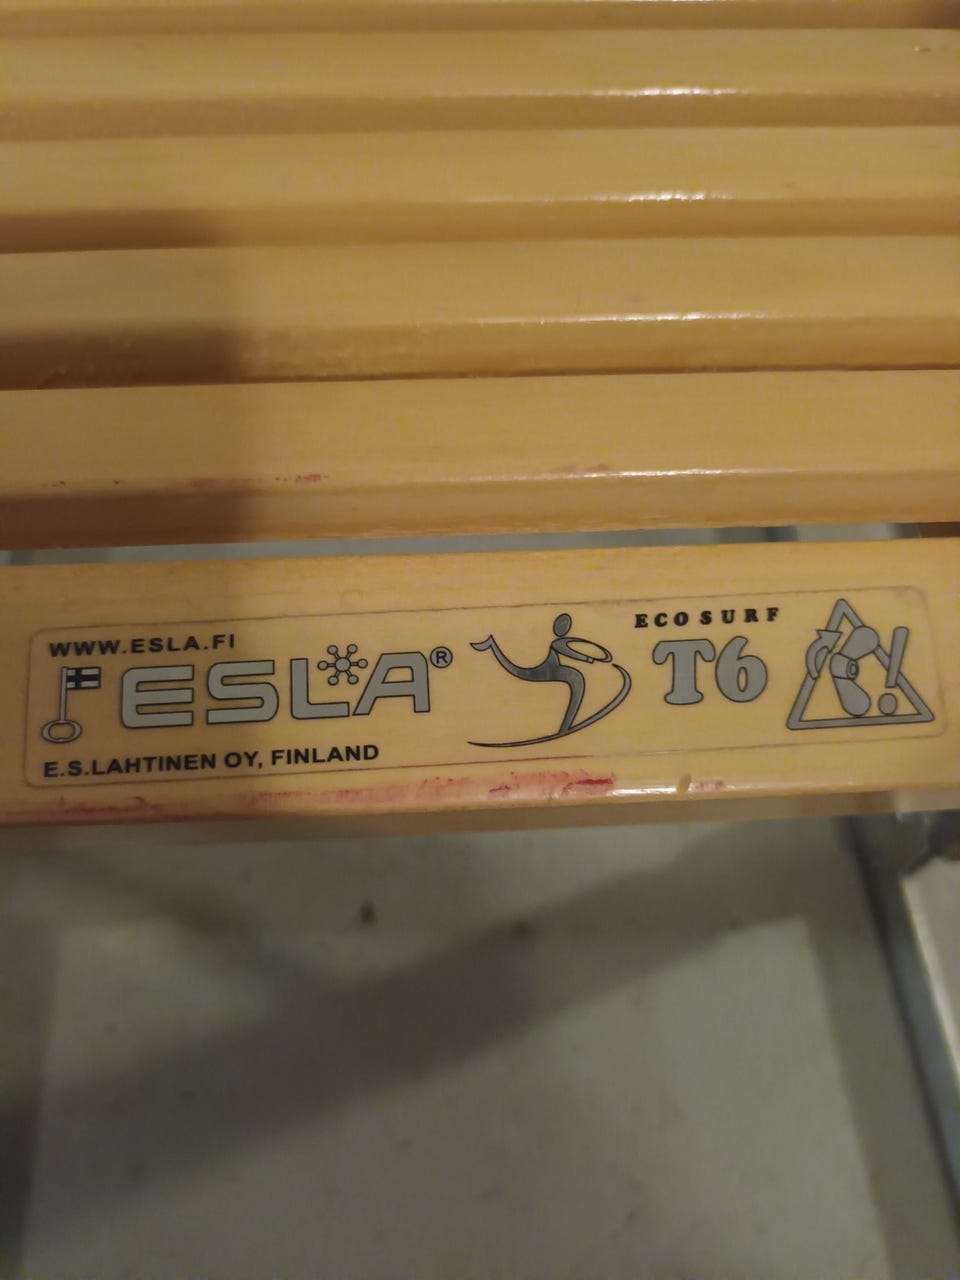 WWW.ESLA.FI
ESLA®
E.S.LAHTINEN OY, FINLAND
ECO SURF
T6